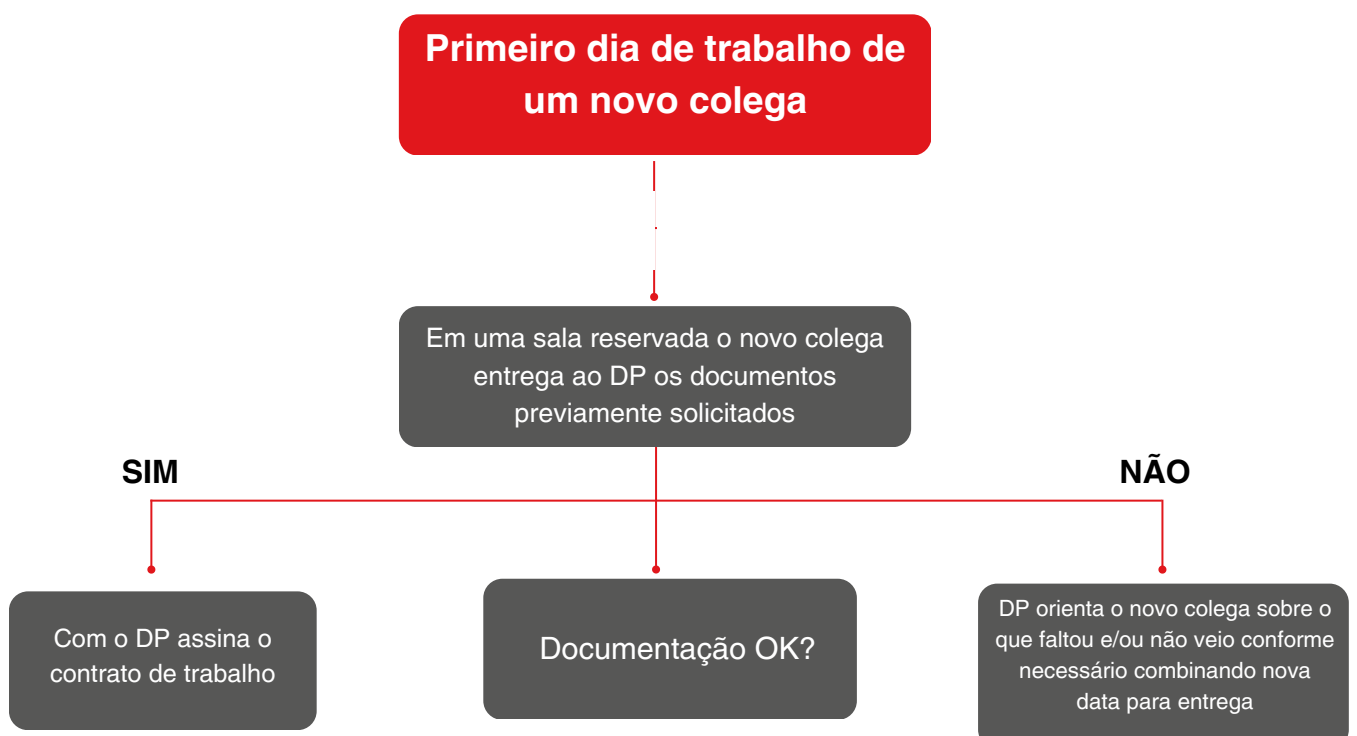 Primeiro dia de trabalho de
um novo colega
Em uma sala reservada o novo colega
entrega ao DP os documentos
previamente solicitados
SIM
NÃO
Com o DP assina o
contrato de trabalho
Documentação OK?
DP orienta o novo colega sobre o
que faltou e/ou não veio conforme
necessário combinando nova
data para entrega